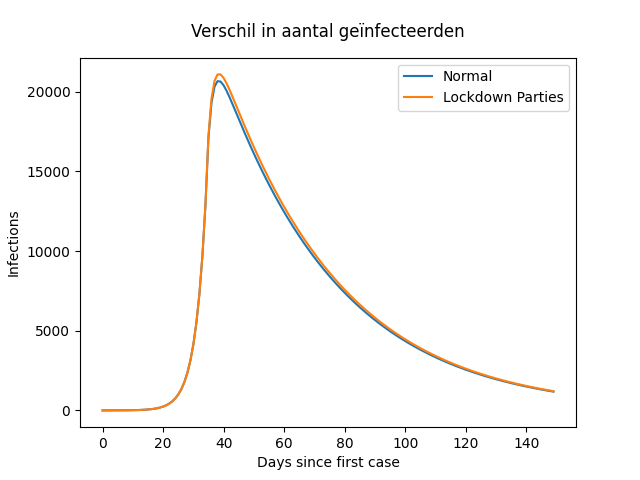 Verschil in aantal geïnfecteerden
Normal
Lockdown Parties
Infections
20000
15000
10000
5000
0
0 20 40 60 80 100 120 140
Days since first case